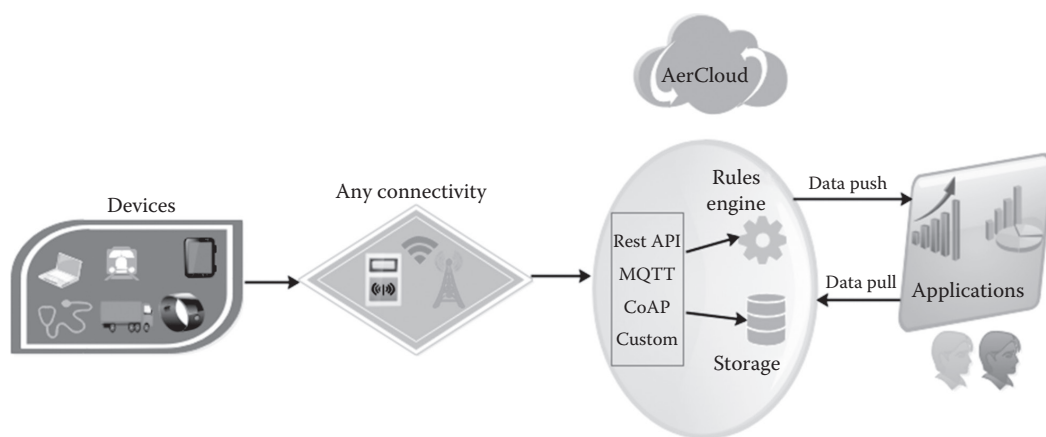 AerCloud
Devices
Any connectivity
Rules
engine
Rest API
MQTT
CoAP
Custom
Storage
Data push
Data pull
Applications